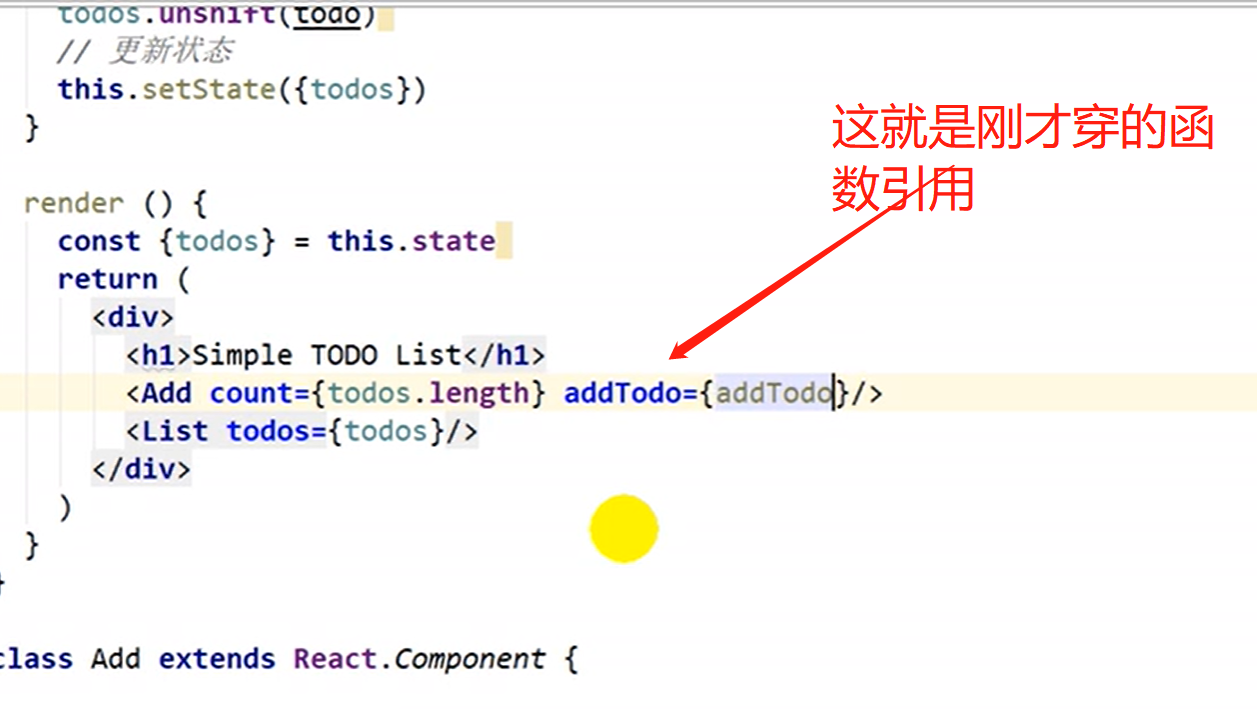 todos.unshift(todo)
// 更新状态
this.setState({todos})
}
这就是刚才穿的函
数引用
render () {
const {todos} = this.state
return (
<div>
<h1>Simple TODO List</h1>
<Add count={todos.length} addTodo={addTodo}/>
<List todos={todos}/>
</div>
)
}
}
class Add extends React.Component {